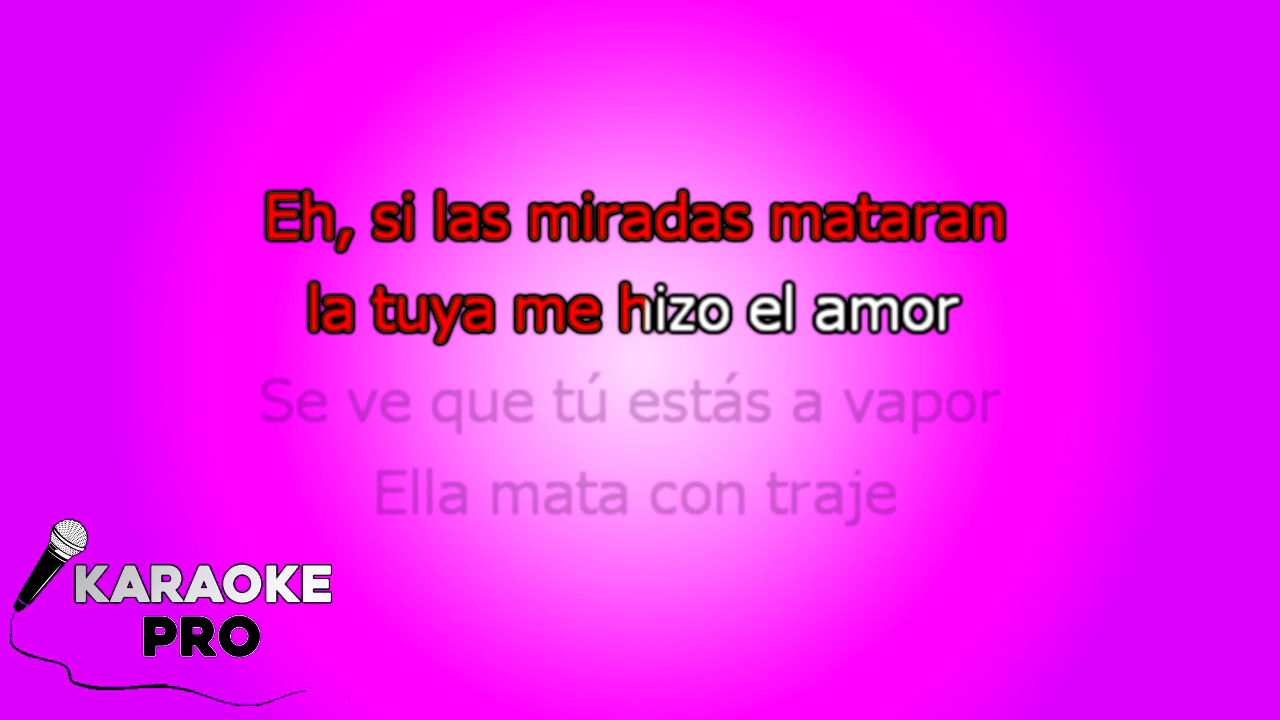 Eh, si las miradas mataran
la tuya me hizo el amor
Se ve que tú estás a vapor
Ella mata con traje
KARAOKE
PRO